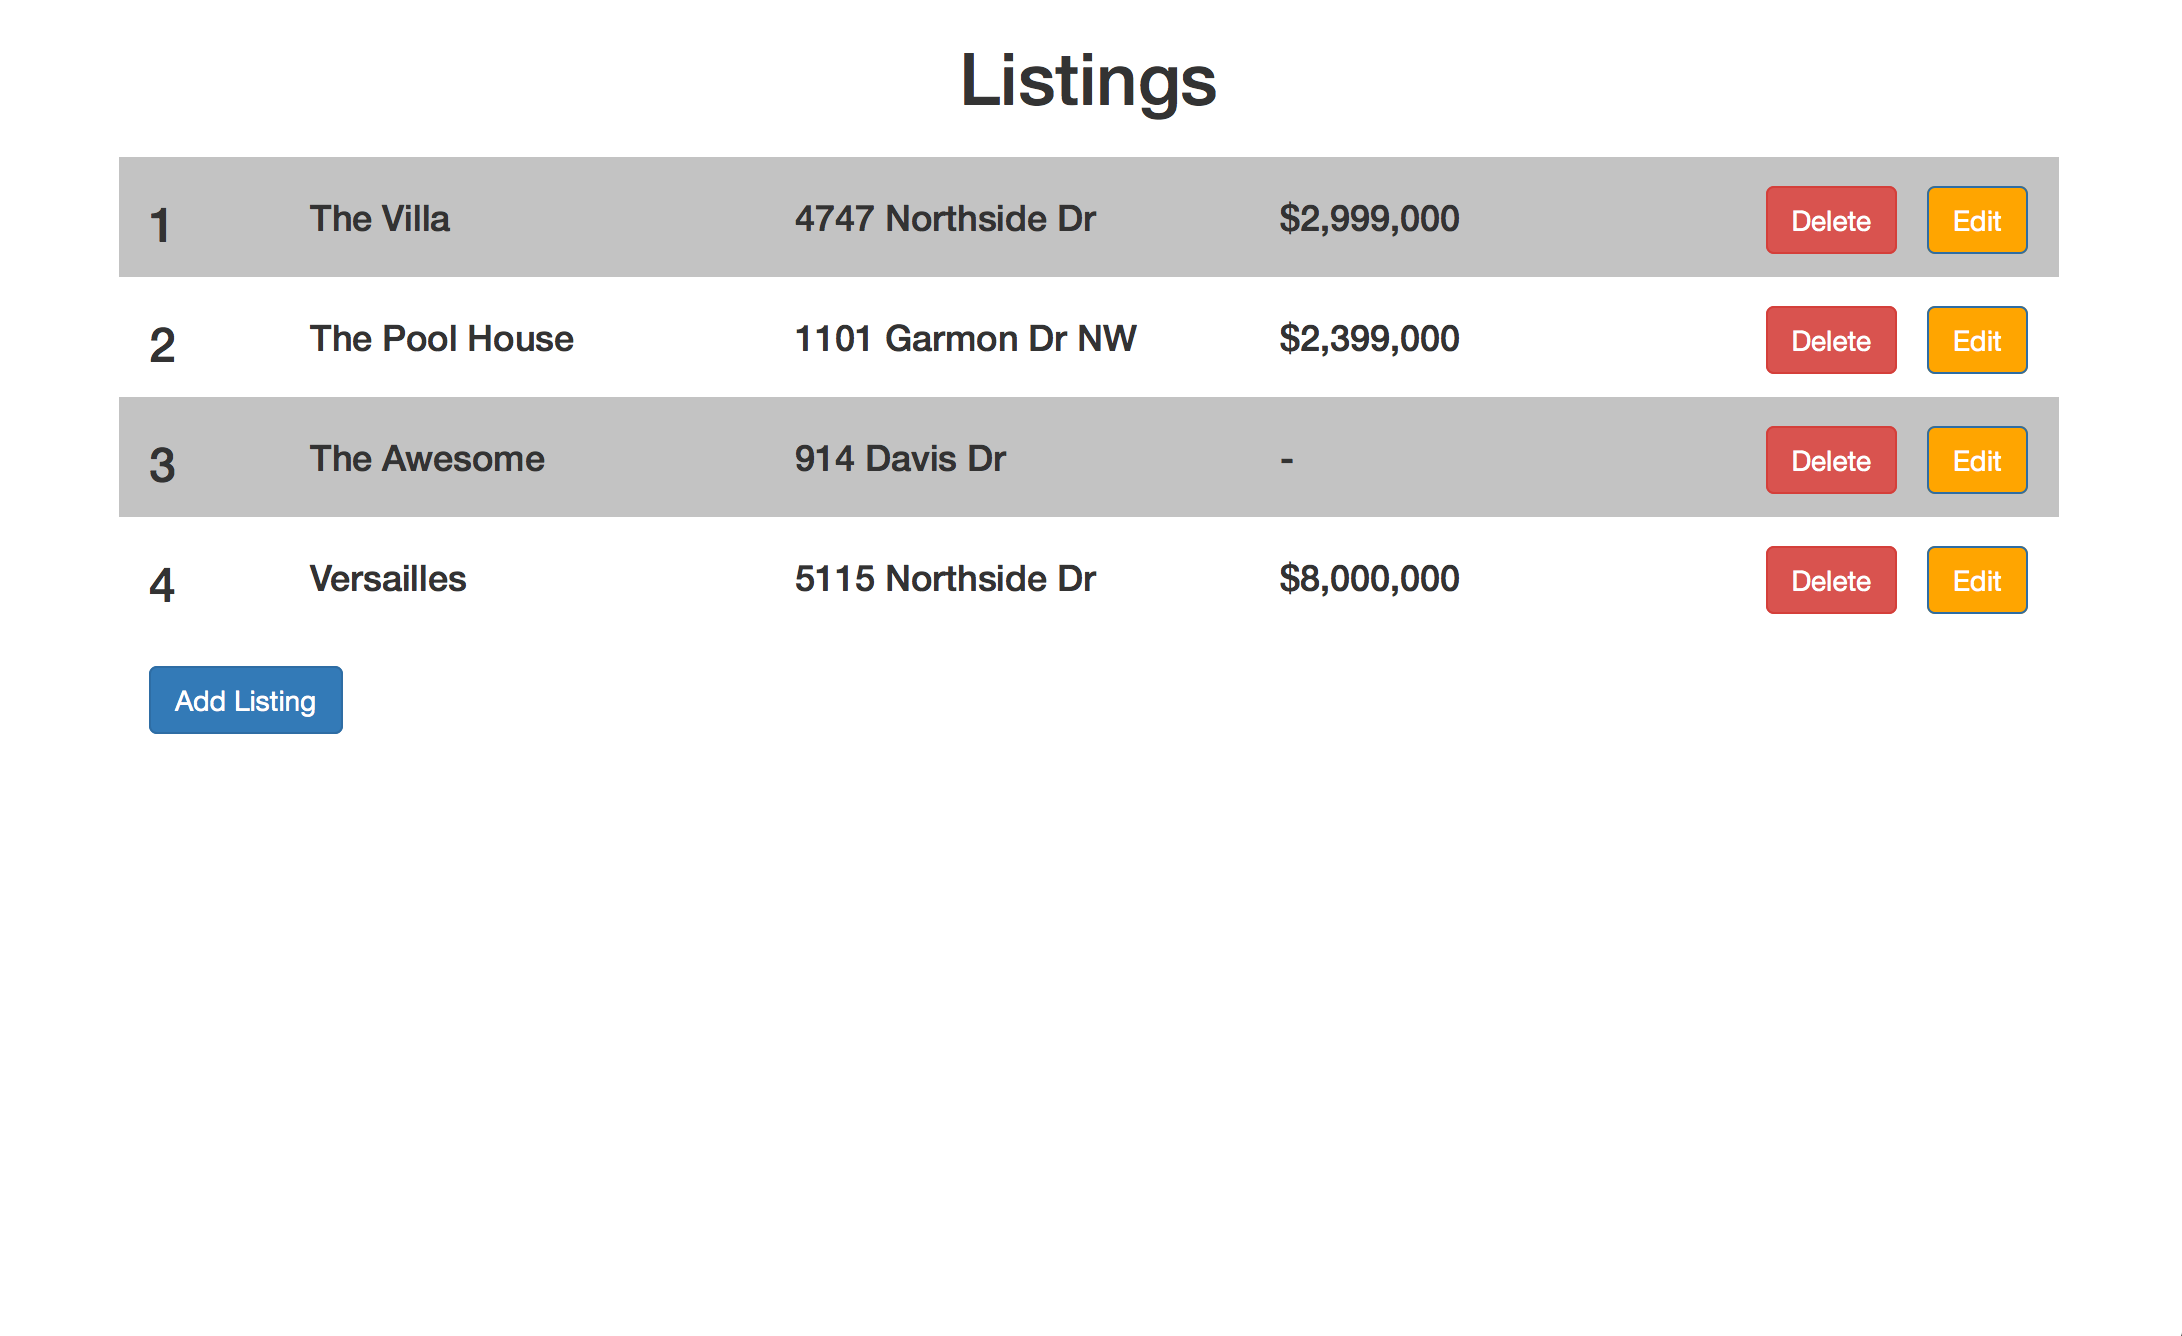 Listings
1 The Villa 4747 Northside Dr $2,999,000 Delete Edit
2 The Pool House 1101 Garmon Dr NW $2,399,000 Delete Edit
3 The Awesome 914 Davis Dr - Delete Edit
4 Versailles 5115 Northside Dr $8,000,000 Delete Edit
Add Listing